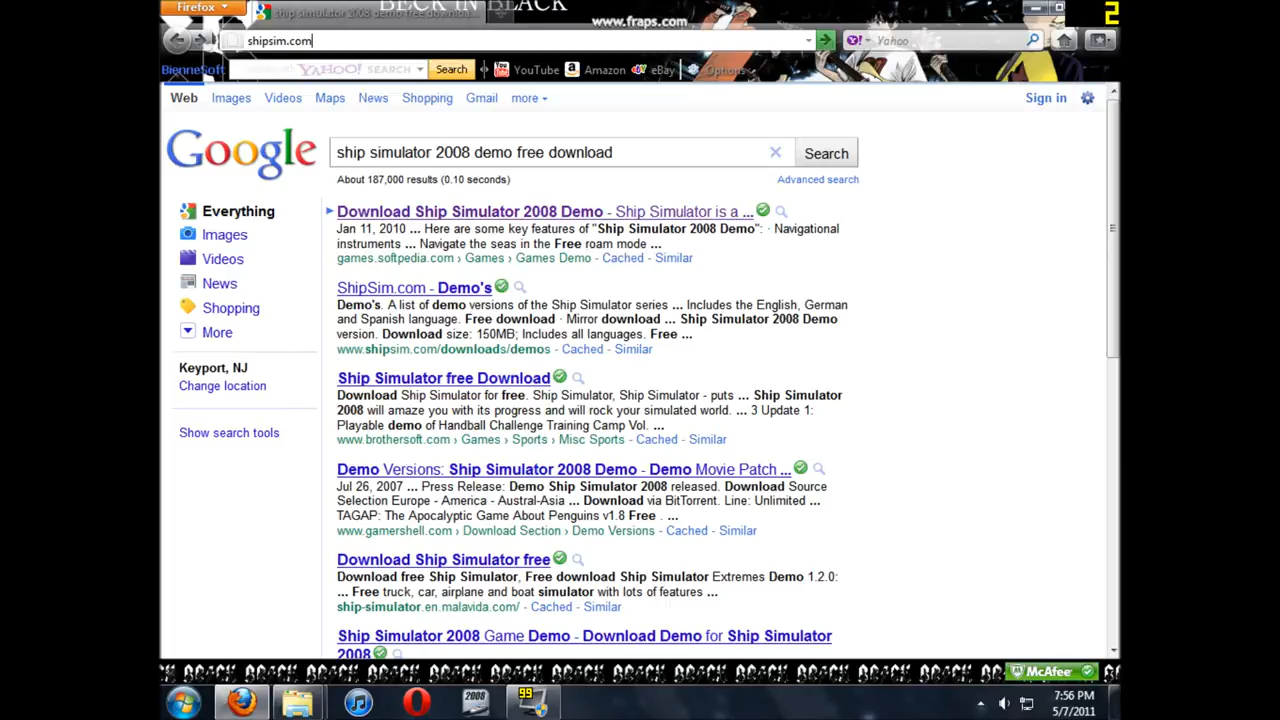 BECK IN BLACK
Firefox
ship simulator 2008 demo free downloa...
www.fraps.com
2
shipsim.com
Yahoo
BienneSoft
YAHOO! SEARCH
Search
YouTube
Amazon
eBay
Options
Web Images Videos Maps News Shopping Gmail more
Sign in
Google
ship simulator 2008 demo free download
Search
About 187,000 results (0.10 seconds)
Advanced search
Everything
Images
Videos
News
Shopping
More
Keyport, NJ
Change location
Show search tools
Download Ship Simulator 2008 Demo - Ship Simulator is a ...
Jan 11, 2010 ... Here are some key features of "Ship Simulator 2008 Demo": · Navigational
instruments ... Navigate the seas in the Free roam mode ...
games.softpedia.com › Games › Games Demo - Cached - Similar
ShipSim.com - Demo's
Demo's. A list of demo versions of the Ship Simulator series ... Includes the English, German
and Spanish language. Free download · Mirror download ... Ship Simulator 2008 Demo
version. Download size: 150MB; Includes all languages. Free ...
www.shipsim.com/downloads/demos - Cached - Similar
Ship Simulator free Download
Download Ship Simulator for free. Ship Simulator, Ship Simulator - puts ... Ship Simulator
2008 will amaze you with its progress and will rock your simulated world. ... 3 Update 1:
Playable demo of Handball Challenge Training Camp Vol. ...
www.brothersoft.com › Games › Sports › Misc Sports - Cached - Similar
Demo Versions: Ship Simulator 2008 Demo - Demo Movie Patch ...
Jul 26, 2007 ... Press Release: Demo Ship Simulator 2008 released. Demo Download Source
Selection Europe - America - Austral-Asia ... Download via BitTorrent. Line: Unlimited ...
TAGAP: The Apocalyptic Game About Penguins v1.8 Free . ...
www.gamershell.com › Download Section › Demo Versions - Cached - Similar
Download Ship Simulator free
Download free Ship Simulator, Free download Ship Simulator Extremes Demo 1.2.0:
... Free truck, car, airplane and boat simulator with lots of features ...
ship-simulator.en.malavida.com/ - Cached - Similar
Ship Simulator 2008 Game Demo - Download Demo for Ship Simulator
2008
McAfee
2008
99
7:56 PM
5/7/2011